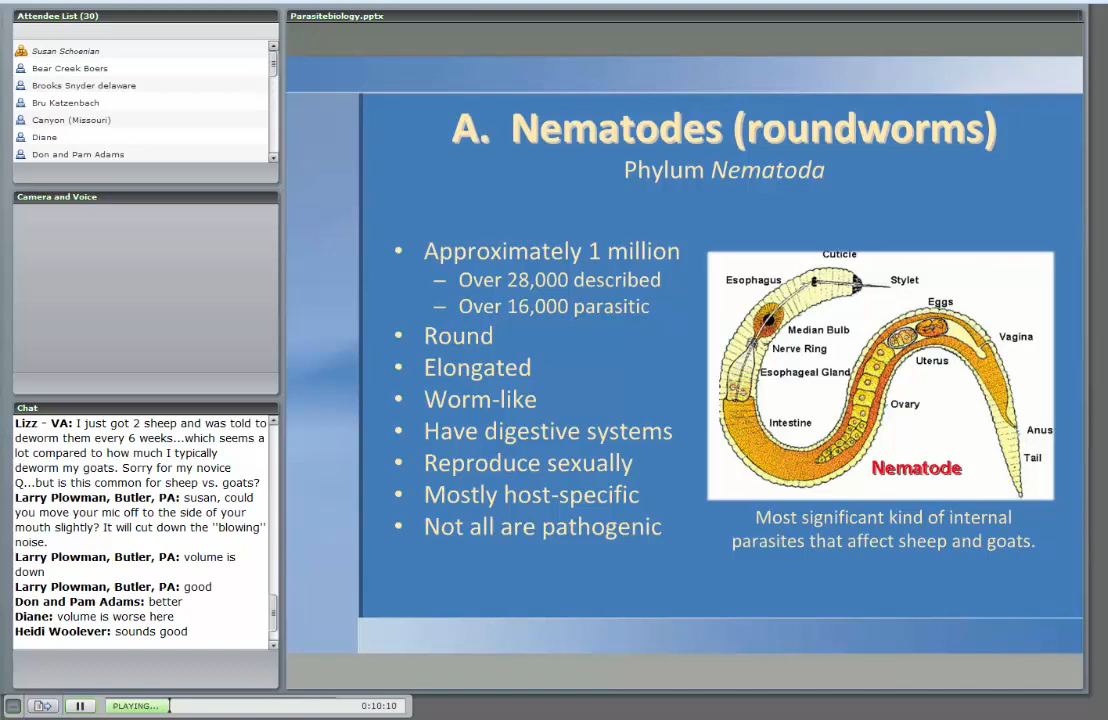 Attendee List (30)
Susan Schoenian
Bear Creek Boers
Brooks Snyder delaware
Bru Katzenbach
Canyon (Missouri)
Diane
Don and Pam Adams
Camera and Voice
Chat
Lizz - VA: I just got 2 sheep and was told to
deworm them every 6 weeks...which seems a
lot compared to how much I typically
deworm my goats. Sorry for my novice
Q...but is this common for sheep vs. goats?
Larry Plowman, Butler, PA: susan, could
you move your mic off to the side of your
mouth slightly? It will cut down the "blowing"
noise.
Larry Plowman, Butler, PA: volume is
down
Larry Plowman, Butler, PA: good
Don and Pam Adams: better
Diane: volume is worse here
Heidi Woolever: sounds good
PLAYING...
0:10:10
Parasitebiology.pptx
A. Nematodes (roundworms)
Phylum Nematoda
• Approximately 1 million
– Over 28,000 described
– Over 16,000 parasitic
• Round
• Elongated
• Worm-like
• Have digestive systems
• Reproduce sexually
• Mostly host-specific
• Not all are pathogenic
Cuticle
Esophagus
Stylet
Eggs
Median Bulb
Vagina
Nerve Ring
Uterus
Esophageal Gland
Ovary
Intestine
Anus
Tail
Nematode
Most significant kind of internal
parasites that affect sheep and goats.